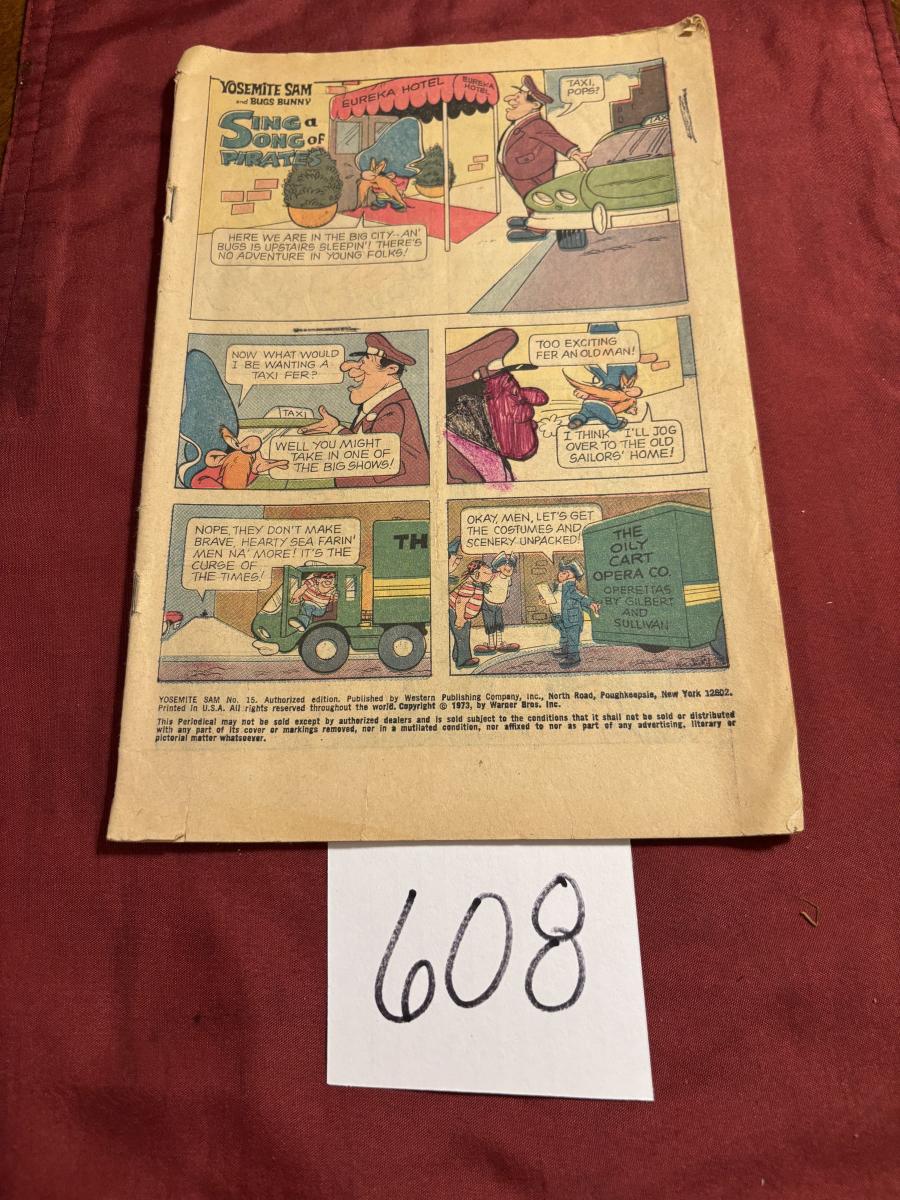 YOSEMITE SAM
and BUGS BUNNY
SING a
SONG OF
PIRATES
EUREKA HOTEL
EUREKA
HOTEL
TAXI,
POPS?
TAXI
HERE WE ARE IN THE BIG CITY--AN'
BUGS IS UPSTAIRS SLEEPIN'! THERE'S
NO ADVENTURE IN YOUNG FOLKS!
NOW WHAT WOULD
I BE WANTING A
TAXI FER?
TAXI
WELL YOU MIGHT
TAKE IN ONE OF
THE BIG SHOWS!
TOO EXCITING
FER AN OLD MAN!
I THINK I'LL JOG
OVER TO THE OLD
SAILORS' HOME!
NOPE, THEY DON'T MAKE
BRAVE, HEARTY SEA FARIN'
MEN NA' MORE! IT'S THE
CURSE OF
THE TIMES!
TH
OKAY, MEN, LET'S GET
THE COSTUMES AND
SCENERY UNPACKED!
THE
OILY
CART
OPERA CO.
OPERETTAS
BY GILBERT
AND
SULLIVAN
YOSEMITE SAM No. 15. Authorized edition. Published by Western Publishing Company, Inc., North Road, Poughkeepsie, New York 12602.
Printed in U.S.A. All rights reserved throughout the world. Copyright © 1973, by Warner Bros. Inc.
This Periodical may not be sold except by authorized dealers and is sold subject to the conditions that it shall not be sold or distributed
with any part of its cover or markings removed, nor in a mutilated condition, nor affixed to nor as part of any advertising, literary or
pictorial matter whatsoever.
608